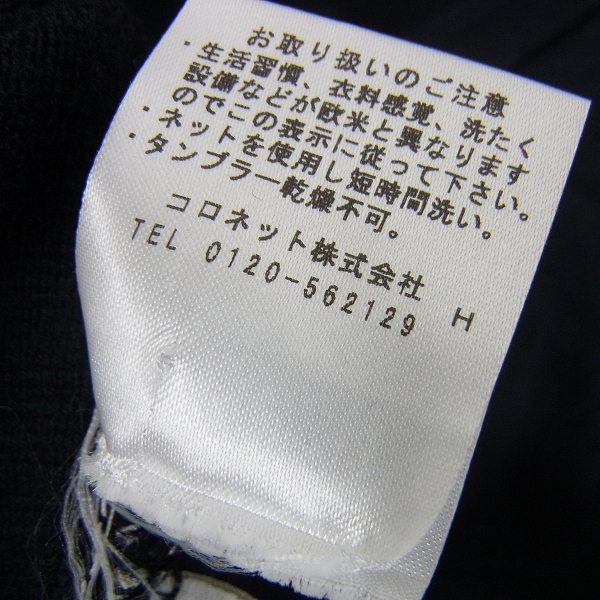 お取り扱いのご注意
・生活習慣、衣料感覚、洗たく
設備などが欧米と異なります
のでこの表示に従って下さい。
・ネットを使用し短時間洗い。
・タンブラー乾燥不可。
コロネット株式会社 H
TEL 0120-562129